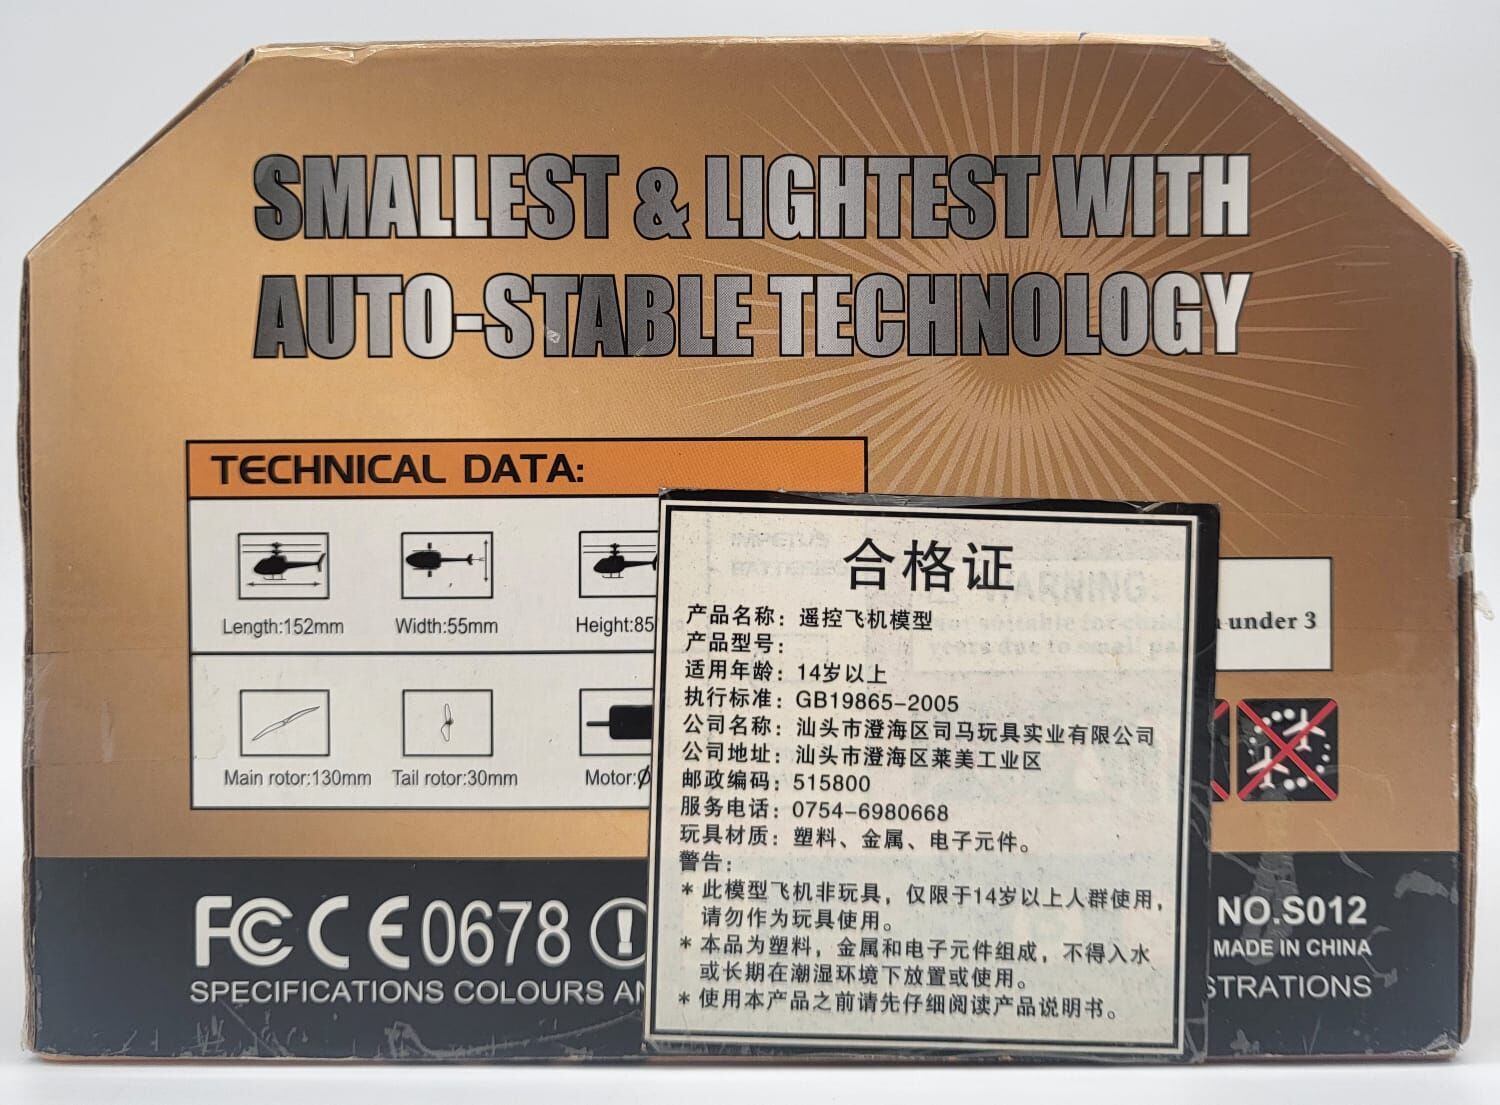 SMALLEST & LIGHTEST WITH
AUTO-STABLE TECHNOLOGY
TECHNICAL DATA:
Length:152mm Width:55mm Height:85
Main rotor:130mm Tail rotor:30mm Motor:Ø
合格证
产品名称：遥控飞机模型
产品型号：
适用年龄：14岁以上
执行标准：GB19865-2005
公司名称：汕头市澄海区司马玩具实业有限公司
公司地址：汕头市澄海区莱美工业区
邮政编码：515800
服务电话：0754-6980668
玩具材质：塑料、金属、电子元件。
警告：
* 此模型飞机非玩具，仅限于14岁以上人群使用，
请勿作为玩具使用。
* 本品为塑料，金属和电子元件组成，不得入水
或长期在潮湿环境下放置或使用。
* 使用本产品之前请先仔细阅读产品说明书。
WARNING:
under 3
FC CE0678
NO.S012
MADE IN CHINA
SPECIFICATIONS COLOURS AN
STRATIONS